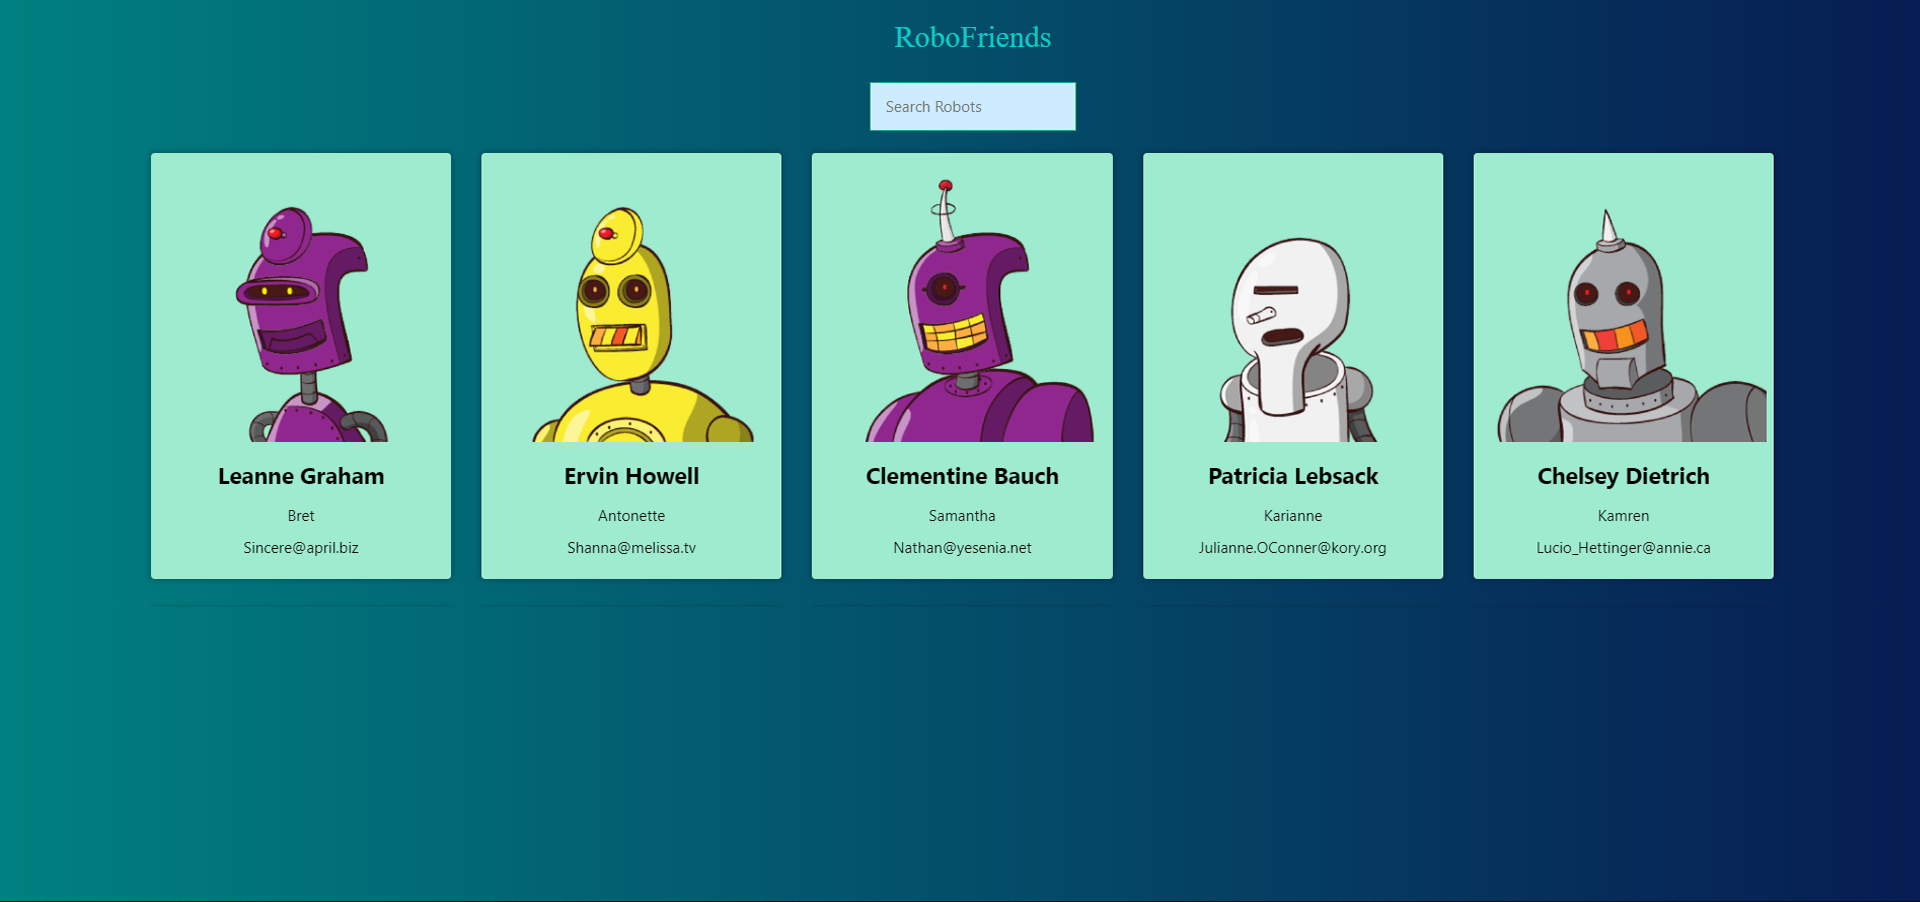 RoboFriends
Search Robots
Leanne Graham
Bret
Sincere@april.biz
Ervin Howell
Antonette
Shanna@melissa.tv
Clementine Bauch
Samantha
Nathan@yesenia.net
Patricia Lebsack
Karianne
Julianne.OConner@kory.org
Chelsey Dietrich
Kamren
Lucio_Hettinger@annie.ca